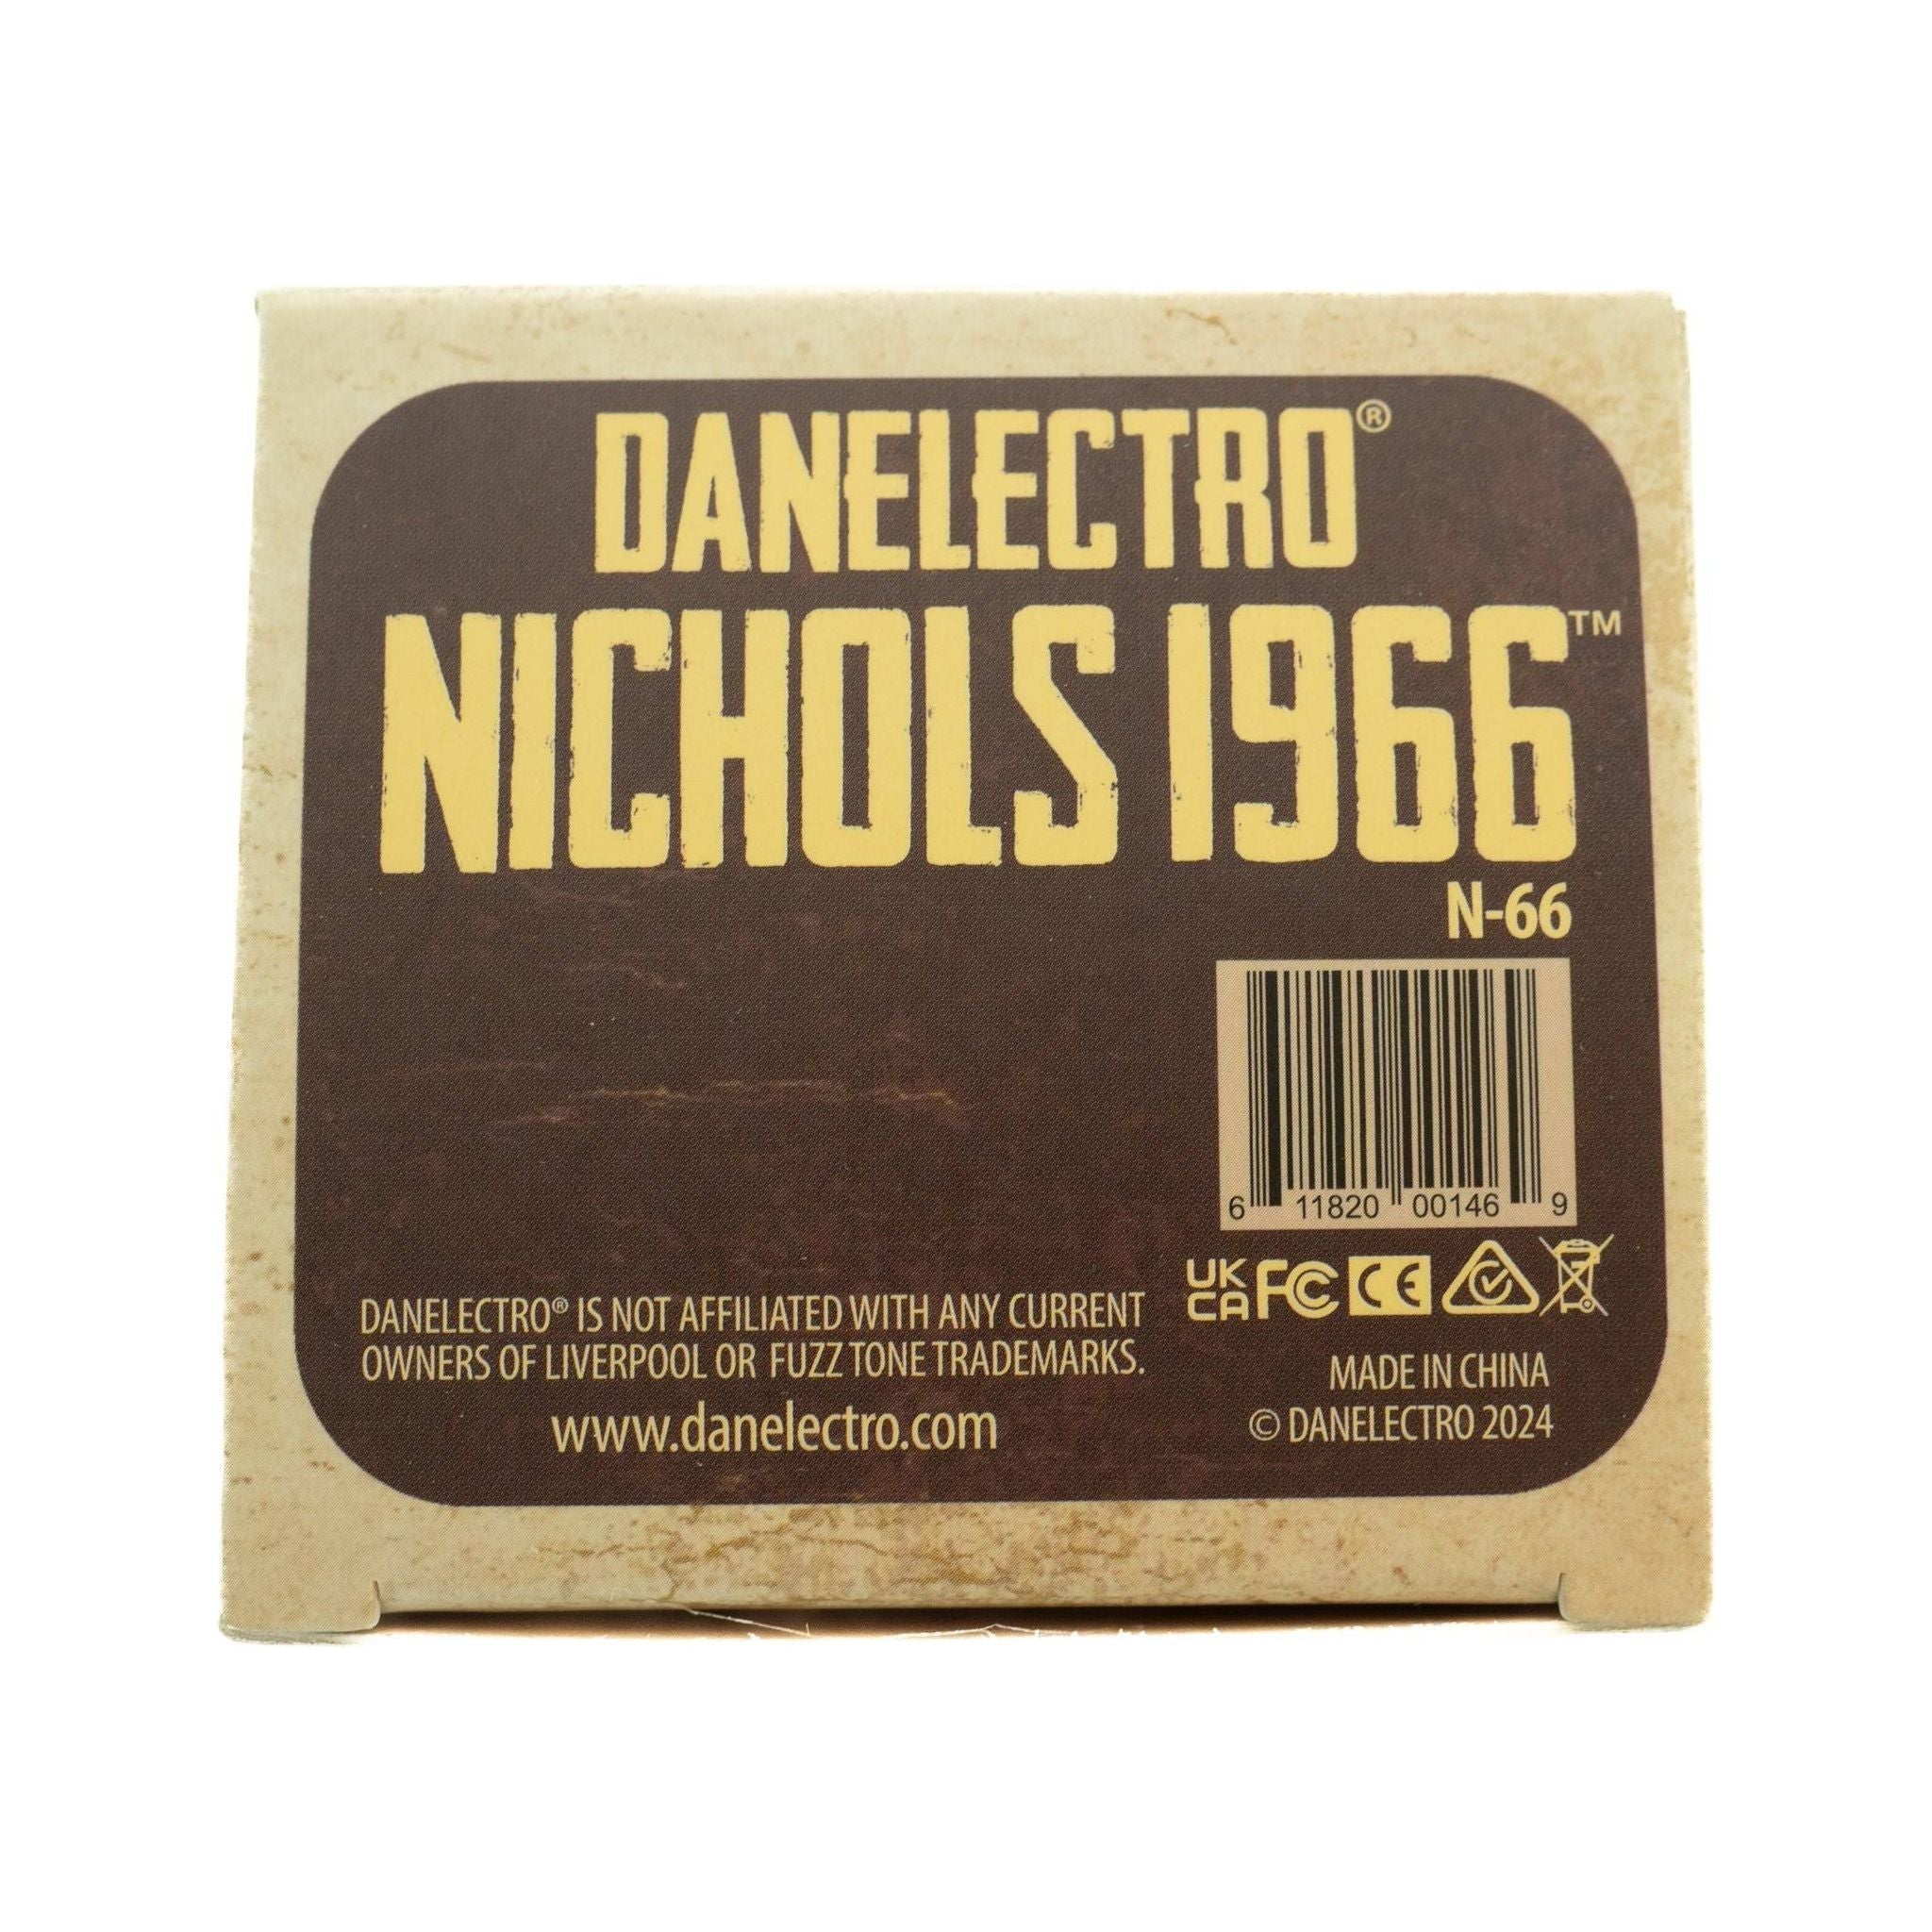 DANELECTRO®
NICHOLS 1966™
N-66
6 11820 00146 9
UK
CA FC CE
DANELECTRO® IS NOT AFFILIATED WITH ANY CURRENT
OWNERS OF LIVERPOOL OR FUZZ TONE TRADEMARKS.
www.danelectro.com
MADE IN CHINA
© DANELECTRO 2024